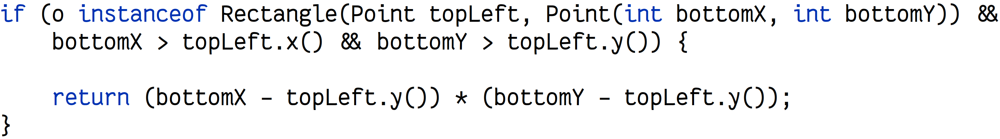 if (o instanceof Rectangle(Point topLeft, Point(int bottomX, int bottomY)) &&
    bottomX > topLeft.x() && bottomY > topLeft.y()) {
    return (bottomX - topLeft.y()) * (bottomY - topLeft.y());
}